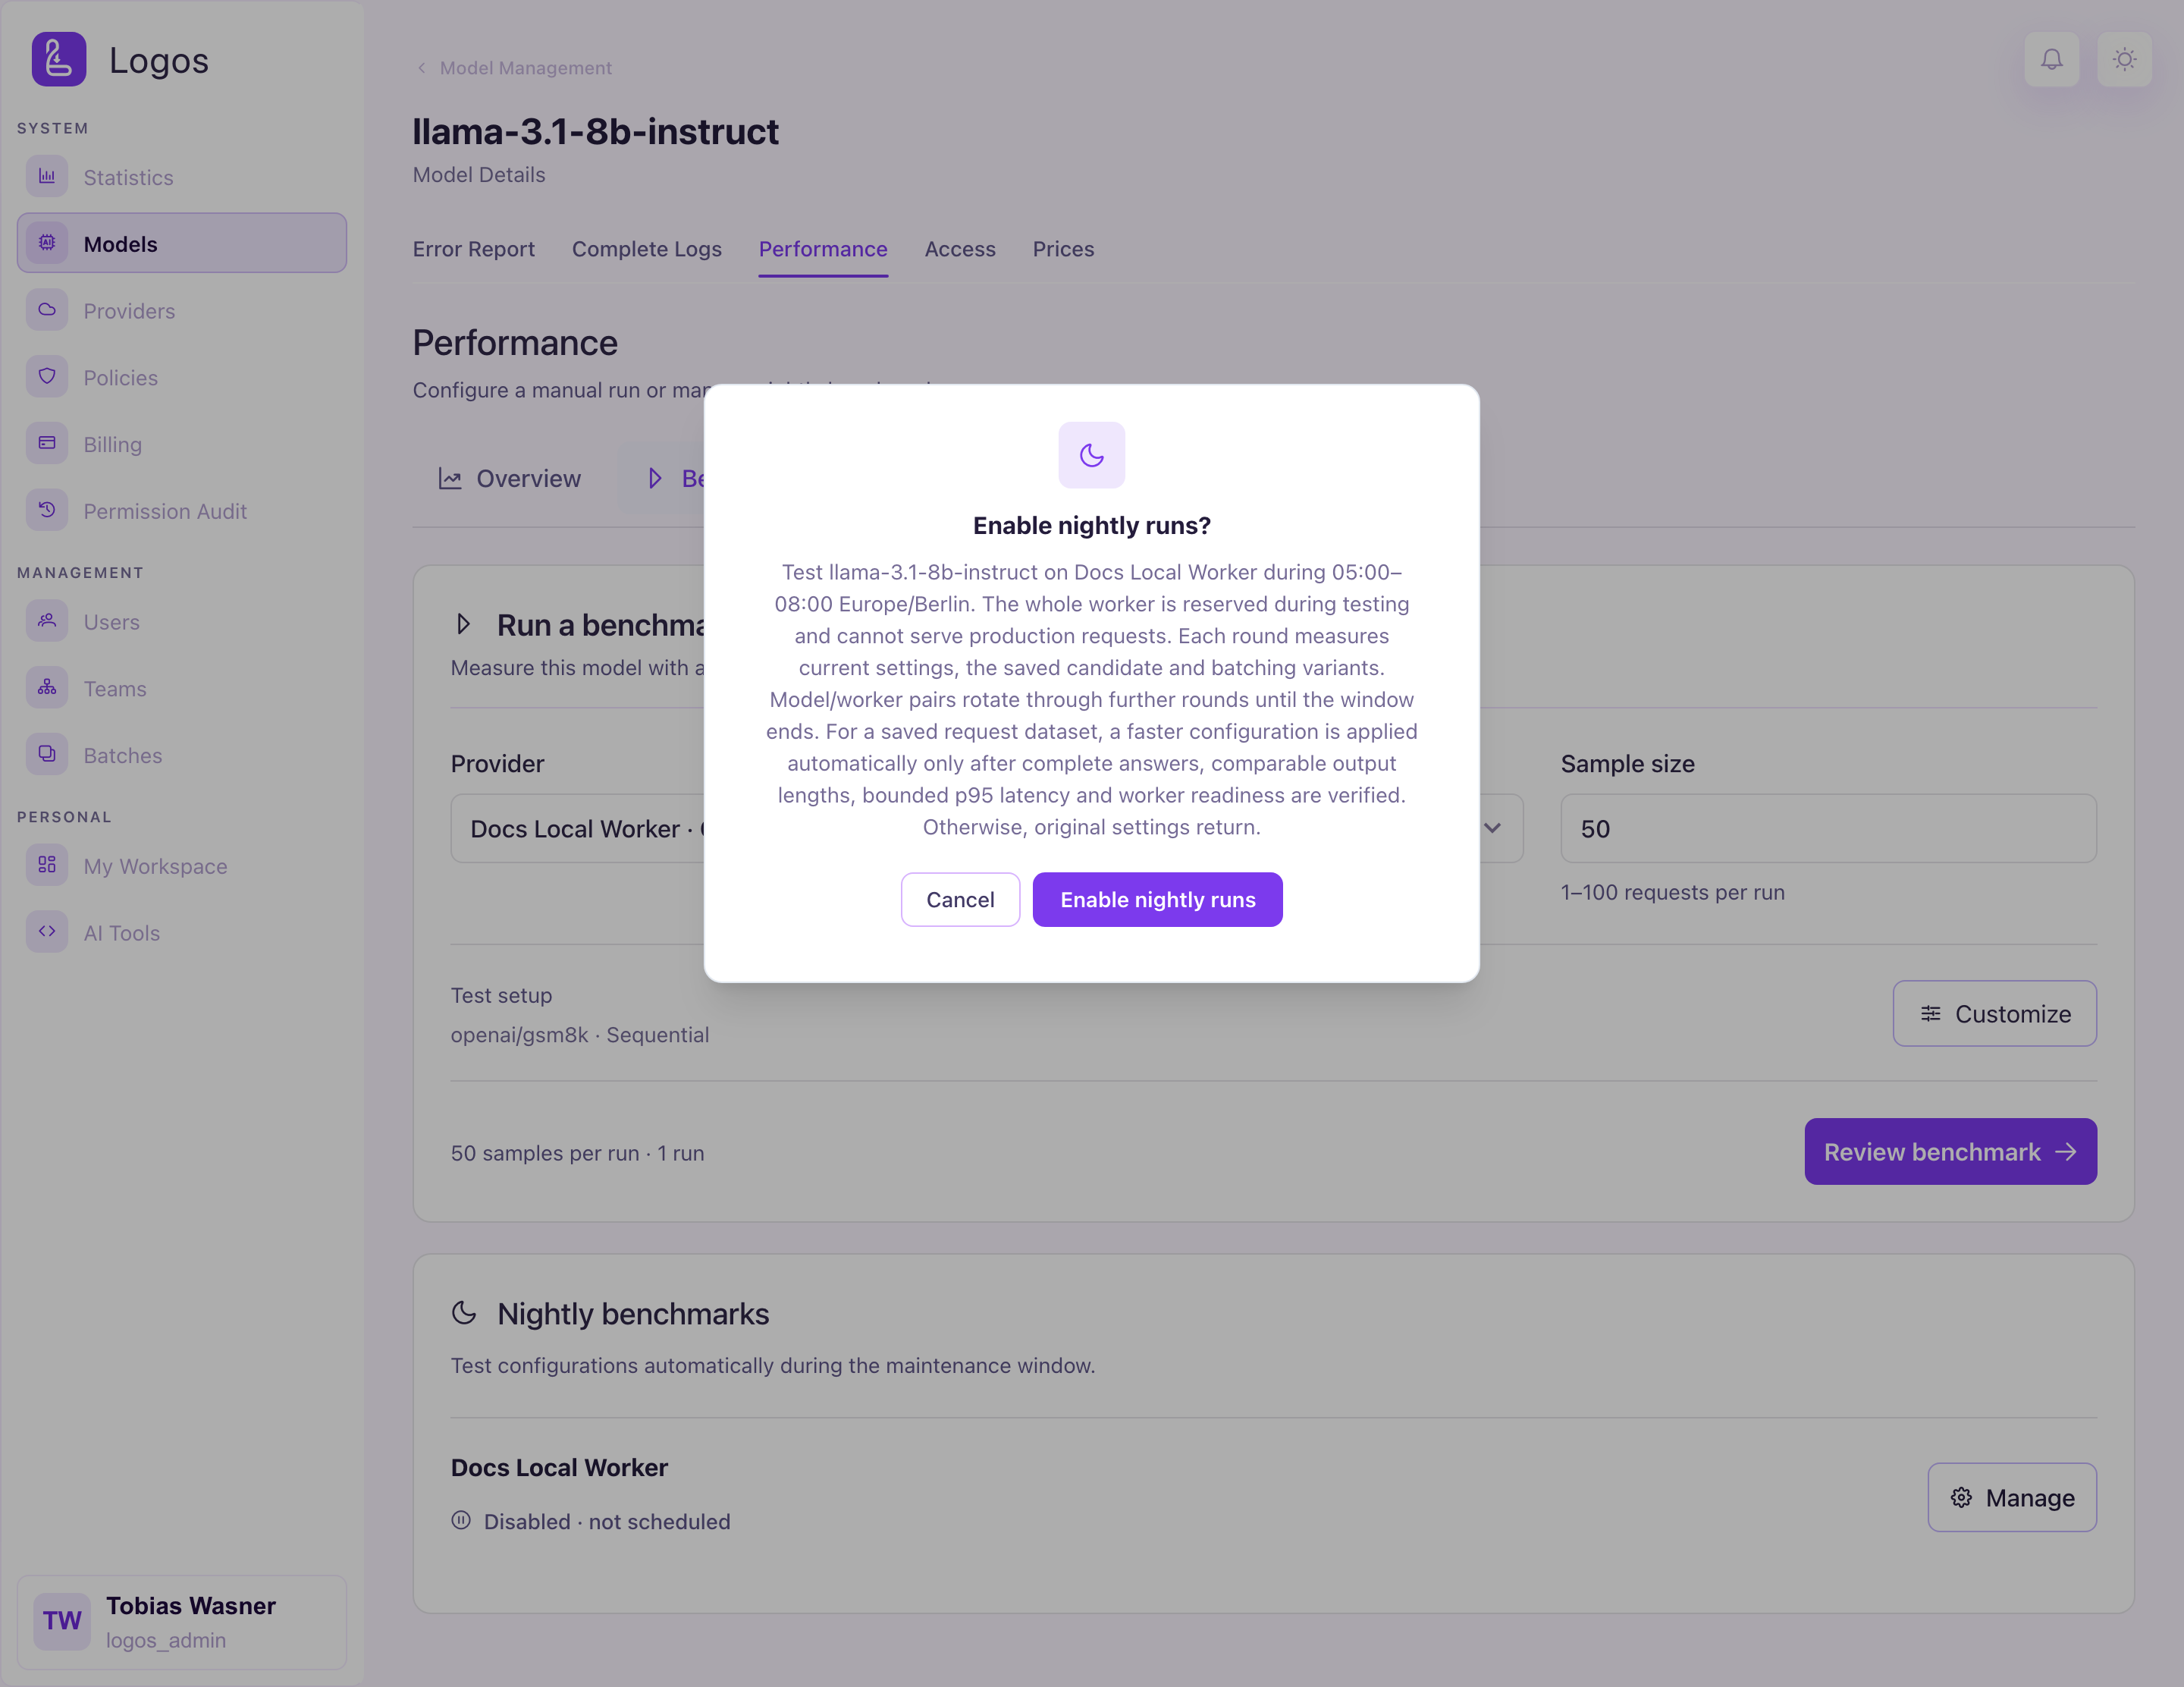 Logos
SYSTEM
Statistics
Models
Providers
Policies
Billing
Permission Audit
MANAGEMENT
Users
Teams
Batches
PERSONAL
My Workspace
AI Tools
TW
Tobias Wasner
logos_admin
Model Management
llama-3.1-8b-instruct
Model Details
Error Report Complete Logs Performance Access Prices
Performance
Configure a manual run or
Overview
Run a
Measure this model with a
Provider
Docs Local Worker ·
Sample size
50
1–100 requests per run
Test setup
openai/gsm8k · Sequential
Customize
50 samples per run · 1 run
Review benchmark
Nightly benchmarks
Test configurations automatically during the maintenance window.
Docs Local Worker
Disabled · not scheduled
Manage
Enable nightly runs?
Test llama-3.1-8b-instruct on Docs Local Worker during 05:00–
08:00 Europe/Berlin. The whole worker is reserved during testing
and cannot serve production requests. Each round measures
current settings, the saved candidate and batching variants.
Model/worker pairs rotate through further rounds until the window
ends. For a saved request dataset, a faster configuration is applied
automatically only after complete answers, comparable output
lengths, bounded p95 latency and worker readiness are verified.
Otherwise, original settings return.
Cancel
Enable nightly runs